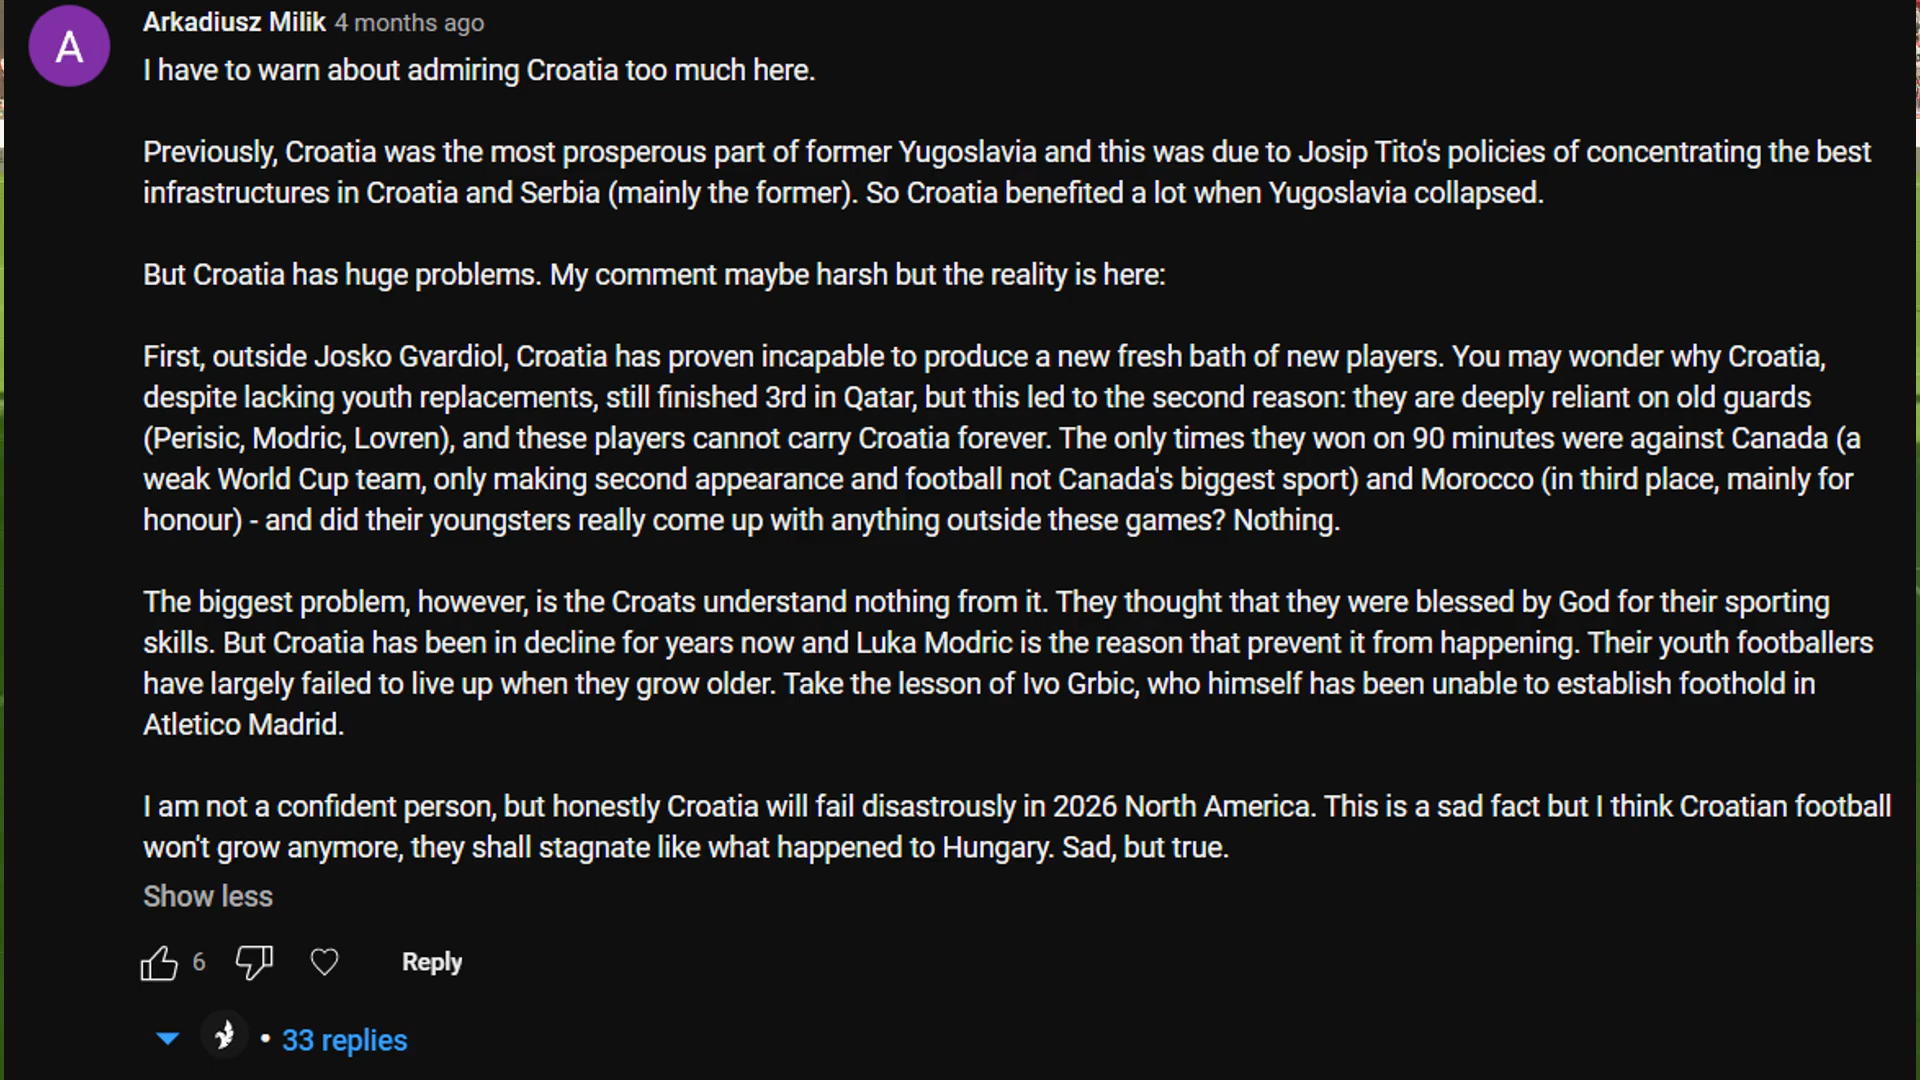 A
Arkadiusz Milik 4 months ago
I have to warn about admiring Croatia too much here.
Previously, Croatia was the most prosperous part of former Yugoslavia and this was due to Josip Tito's policies of concentrating the best
infrastructures in Croatia and Serbia (mainly the former). So Croatia benefited a lot when Yugoslavia collapsed.
But Croatia has huge problems. My comment maybe harsh but the reality is here:
First, outside Josko Gvardiol, Croatia has proven incapable to produce a new fresh bath of new players. You may wonder why Croatia,
despite lacking youth replacements, still finished 3rd in Qatar, but this led to the second reason: they are deeply reliant on old guards
(Perisic, Modric, Lovren), and these players cannot carry Croatia forever. The only times they won on 90 minutes were against Canada (a
weak World Cup team, only making second appearance and football not Canada's biggest sport) and Morocco (in third place, mainly for
honour) - and did their youngsters really come up with anything outside these games? Nothing.
The biggest problem, however, is the Croats understand nothing from it. They thought that they were blessed by God for their sporting
skills. But Croatia has been in decline for years now and Luka Modric is the reason that prevent it from happening. Their youth footballers
have largely failed to live up when they grow older. Take the lesson of Ivo Grbic, who himself has been unable to establish foothold in
Atletico Madrid.
I am not a confident person, but honestly Croatia will fail disastrously in 2026 North America. This is a sad fact but I think Croatian football
won't grow anymore, they shall stagnate like what happened to Hungary. Sad, but true.
Show less
6 Reply
• 33 replies